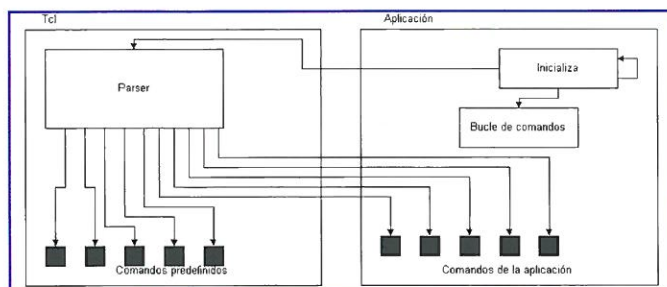 Tcl
Aplicación
Parser
Inicializa
Bucle de comandos
Comandos predefinidos
Comandos de la aplicación